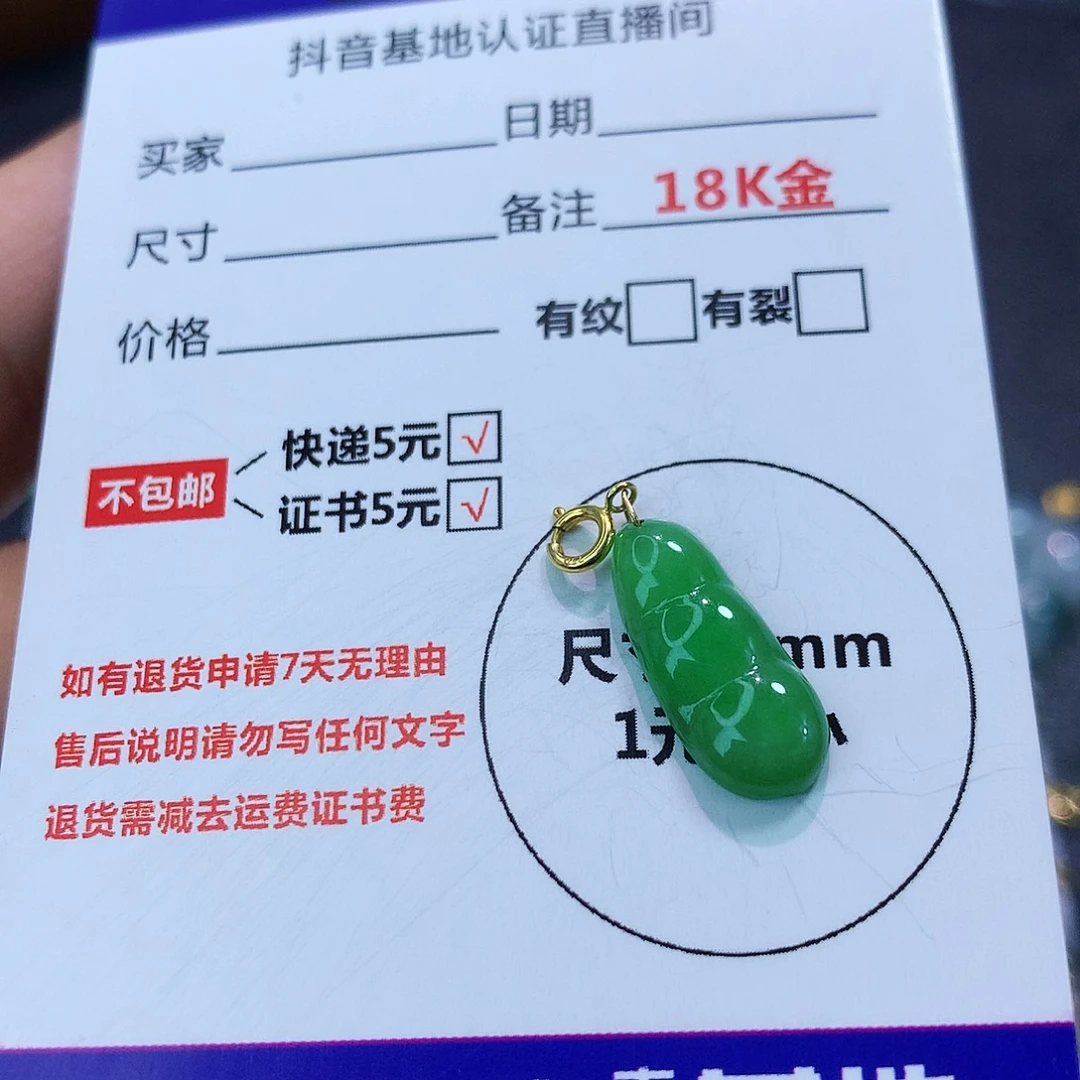 抖音基地认证直播间
买家 日期
尺寸 备注 18K金
价格 有纹 有裂
不包邮
快递5元 √
证书5元 √
如有退货申请7天无理由
售后说明请勿写任何文字
退货需减去运费证书费
尺 mm
1元